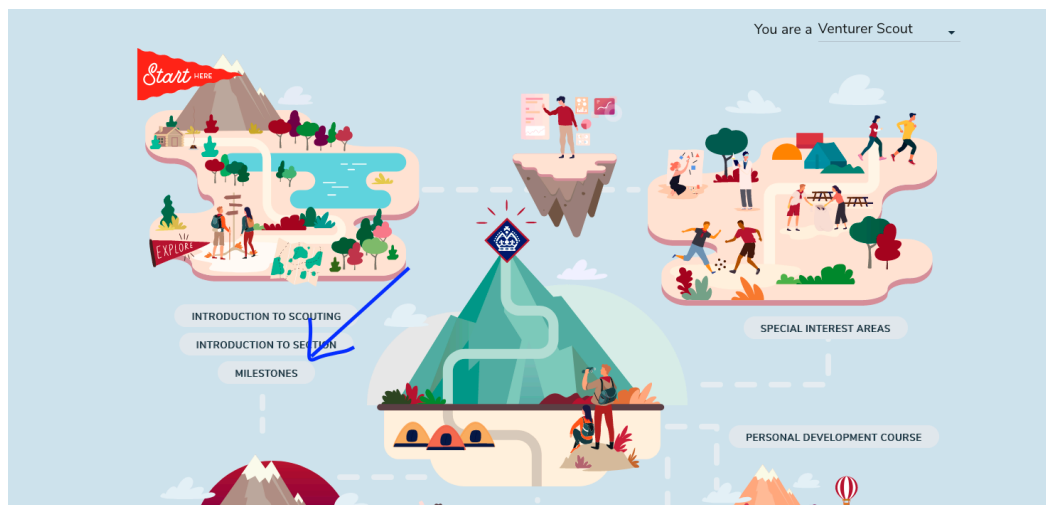 You are a Venturer Scout
Start HERE
EXPLORE
INTRODUCTION TO SCOUTING
INTRODUCTION TO SECTION
MILESTONES
SPECIAL INTEREST AREAS
PERSONAL DEVELOPMENT COURSE